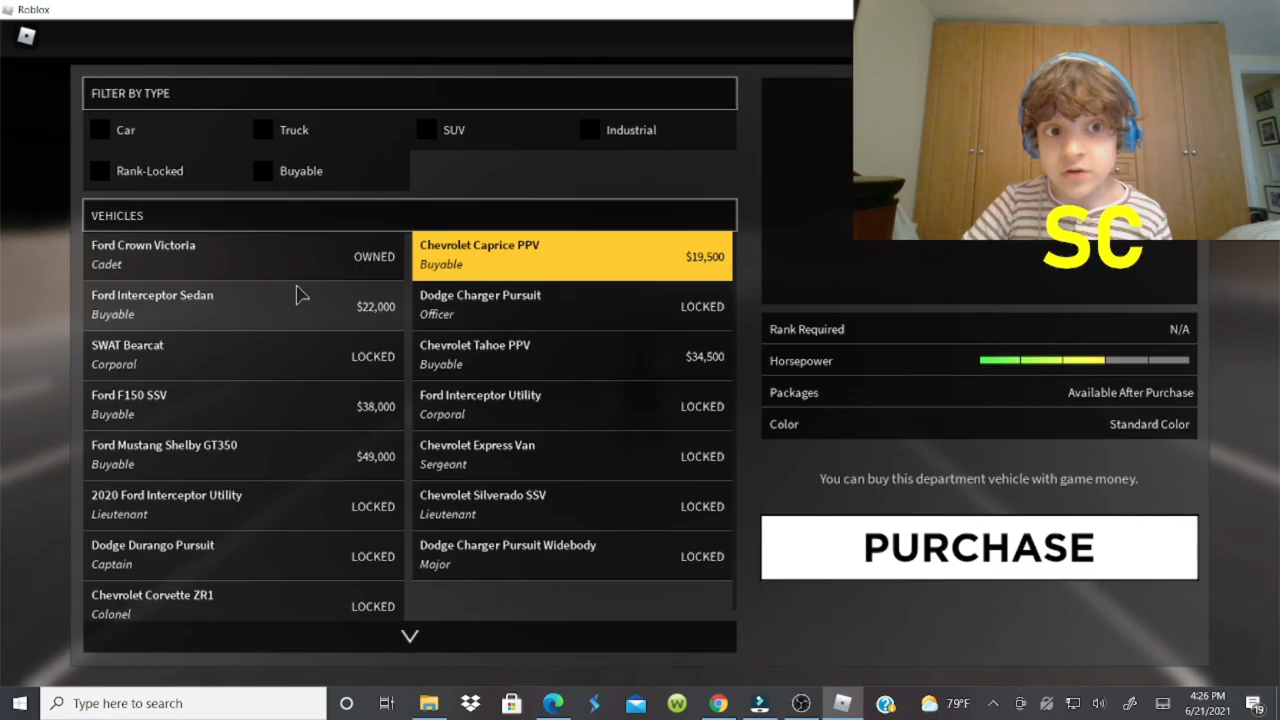 Roblox
FILTER BY TYPE
Car
Truck
SUV
Industrial
Rank-Locked
Buyable
VEHICLES
Ford Crown Victoria
Cadet
OWNED
Chevrolet Caprice PPV
Buyable
$19,500
Ford Interceptor Sedan
Buyable
$22,000
Dodge Charger Pursuit
Officer
LOCKED
SWAT Bearcat
Corporal
LOCKED
Chevrolet Tahoe PPV
Buyable
$34,500
Ford F150 SSV
Buyable
$38,000
Ford Interceptor Utility
Corporal
LOCKED
Ford Mustang Shelby GT350
Buyable
$49,000
Chevrolet Express Van
Sergeant
LOCKED
2020 Ford Interceptor Utility
Lieutenant
LOCKED
Chevrolet Silverado SSV
Lieutenant
LOCKED
Dodge Durango Pursuit
Captain
LOCKED
Dodge Charger Pursuit Widebody
Major
LOCKED
Chevrolet Corvette ZR1
Colonel
LOCKED
SC
Rank Required N/A
Horsepower
Packages Available After Purchase
Color Standard Color
You can buy this department vehicle with game money.
PURCHASE
Type here to search
79°F
4:26 PM
6/21/2021
19